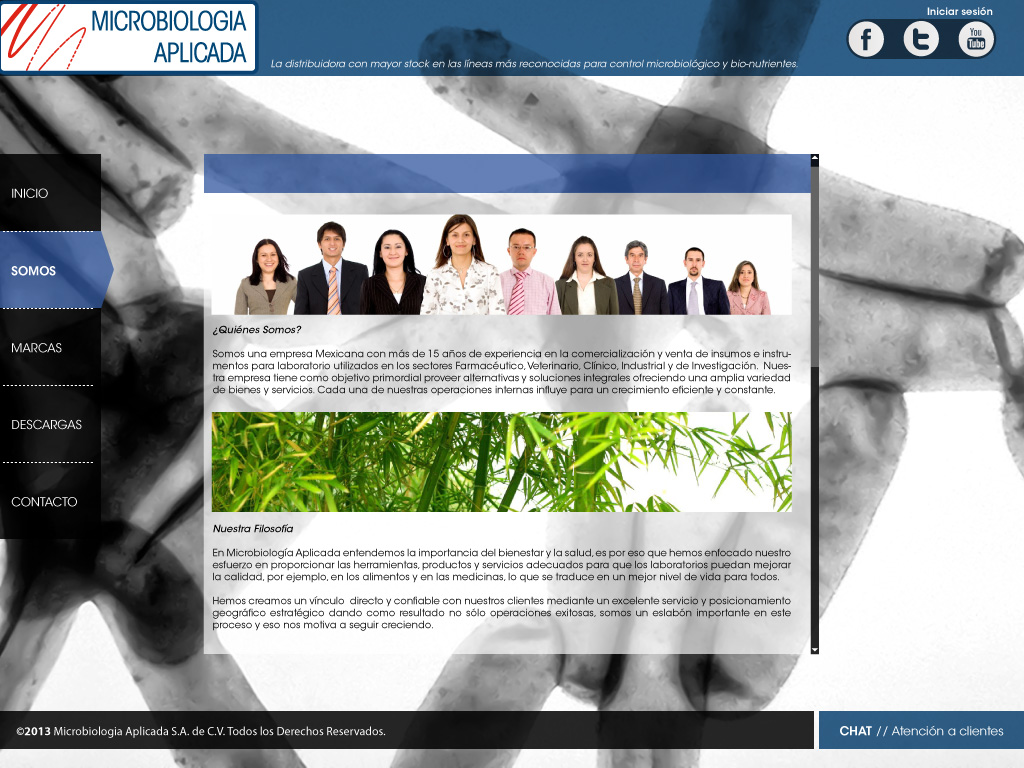 MICROBIOLOGIA
APLICADA
La distribuidora con mayor stock en las líneas más reconocidas para control microbiológico y bio-nutrientes.
Iniciar sesión
f t You
Tube
INICIO
SOMOS
MARCAS
DESCARGAS
CONTACTO
¿Quiénes Somos?
Somos una empresa Mexicana con más de 15 años de experiencia en la comercialización y venta de insumos e instru-
mentos para laboratorio utilizados en los sectores Farmacéutico, Veterinario, Clínico, Industrial y de Investigación. Nues-
tra empresa tiene como objetivo primordial proveer alternativas y soluciones integrales ofreciendo una amplia variedad
de bienes y servicios. Cada una de nuestras operaciones internas influye para un crecimiento eficiente y constante.
Nuestra Filosofía
En Microbiología Aplicada entendemos la importancia del bienestar y la salud, es por eso que hemos enfocado nuestro
esfuerzo en proporcionar las herramientas, productos y servicios adecuados para que los laboratorios puedan mejorar
la calidad, por ejemplo, en los alimentos y en las medicinas, lo que se traduce en un mejor nivel de vida para todos.
Hemos creamos un vínculo directo y confiable con nuestros clientes mediante un excelente servicio y posicionamiento
geográfico estratégico dando como resultado no sólo operaciones exitosas, somos un eslabón importante en este
proceso y eso nos motiva a seguir creciendo.
©2013 Microbiologia Aplicada S.A. de C.V. Todos los Derechos Reservados.
CHAT // Atención a clientes